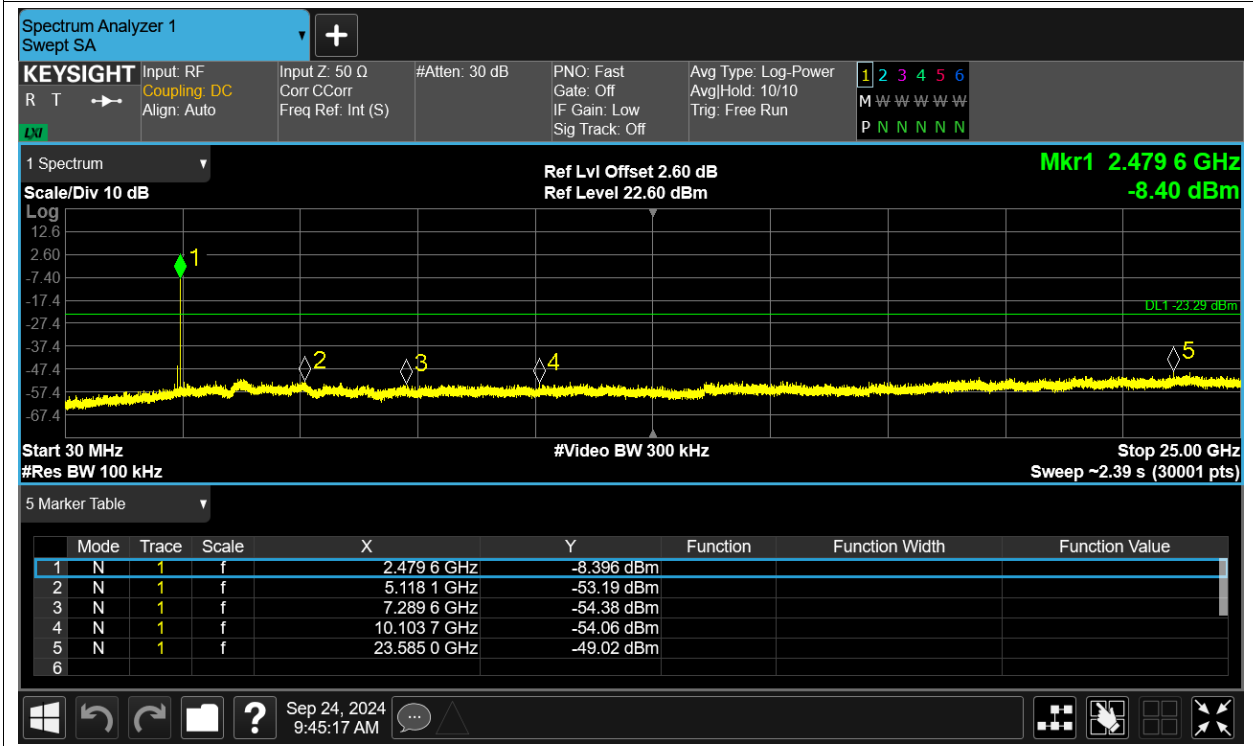 Spectrum Analyzer 1
Swept SA
+
KEYSIGHT
R T
LXI
Input: RF
Coupling: DC
Align: Auto
Input Z: 50 Ω
Corr CCorr
Freq Ref: Int (S)
#Atten: 30 dB
PNO: Fast
Gate: Off
IF Gain: Low
Sig Track: Off
Avg Type: Log-Power
Avg|Hold: 10/10
Trig: Free Run
1 2 3 4 5 6
M W W W W W
P N N N N N
1 Spectrum
Scale/Div 10 dB
Ref Lvl Offset 2.60 dB
Ref Level 22.60 dBm
Mkr1 2.479 6 GHz
-8.40 dBm
Log
12.6
2.60
-7.40
-17.4
-27.4
-37.4
-47.4
-57.4
-67.4
1
2
3
4
5
DL1 -23.29 dBm
Start 30 MHz
#Res BW 100 kHz
#Video BW 300 kHz
Stop 25.00 GHz
Sweep ~2.39 s (30001 pts)
5 Marker Table
Mode Trace Scale X Y Function Function Width Function Value
1 N 1 f 2.479 6 GHz -8.396 dBm
2 N 1 f 5.118 1 GHz -53.19 dBm
3 N 1 f 7.289 6 GHz -54.38 dBm
4 N 1 f 10.103 7 GHz -54.06 dBm
5 N 1 f 23.585 0 GHz -49.02 dBm
6
?
Sep 24, 2024
9:45:17 AM